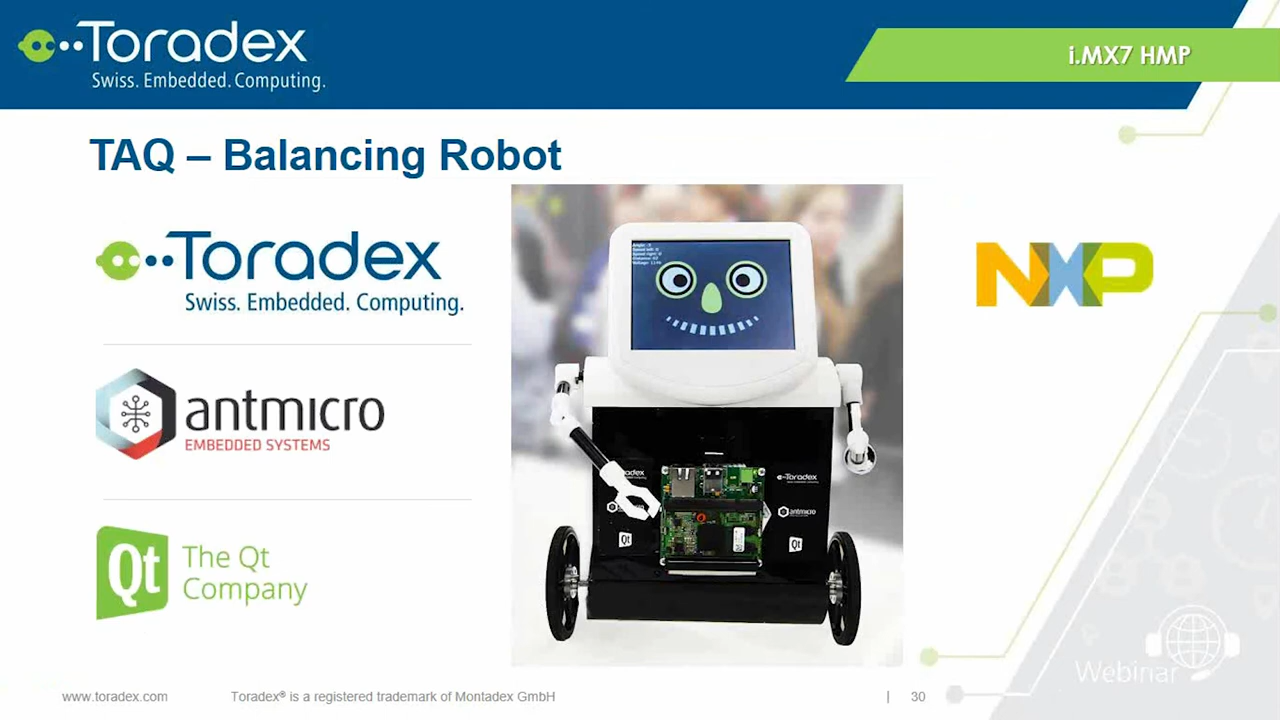 Toradex
Swiss. Embedded. Computing.
i.MX7 HMP
TAQ – Balancing Robot
Toradex
Swiss. Embedded. Computing.
NXP
antmicro
EMBEDDED SYSTEMS
Qt
The Qt
Company
Toradex
antmicro
Qt
Qt
Webinar
www.toradex.com
Toradex® is a registered trademark of Montadex GmbH
| 30